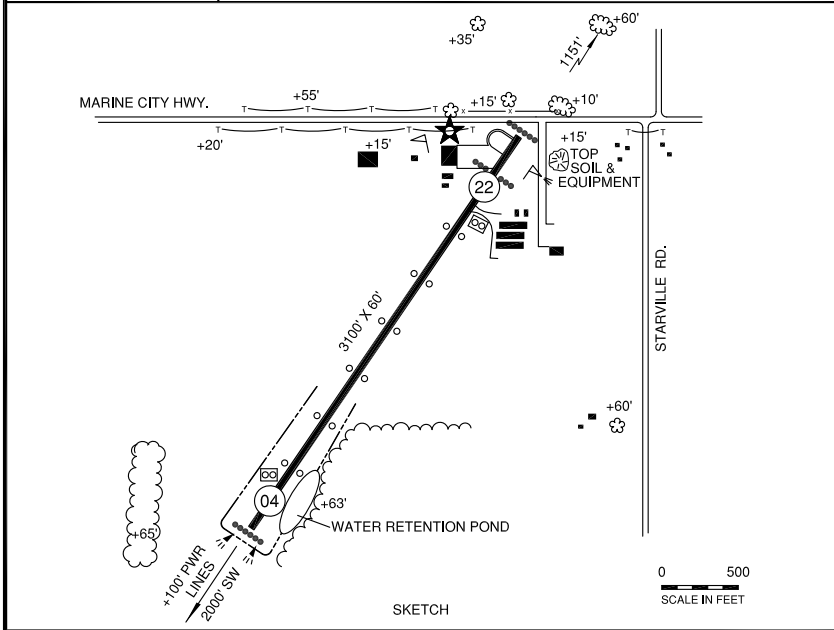 +60'
+35'
1151'
+55'
+15'
+10'
MARINE CITY HWY.
T T T T
x x
T T T T
T T
+20'
+15'
+15'
TOP
SOIL &
EQUIPMENT
22
3100' X 60'
STARVILLE RD.
+60'
04
+63'
+65'
WATER RETENTION POND
+100' PWR
LINES
2000' SW
0 500
SCALE IN FEET
SKETCH